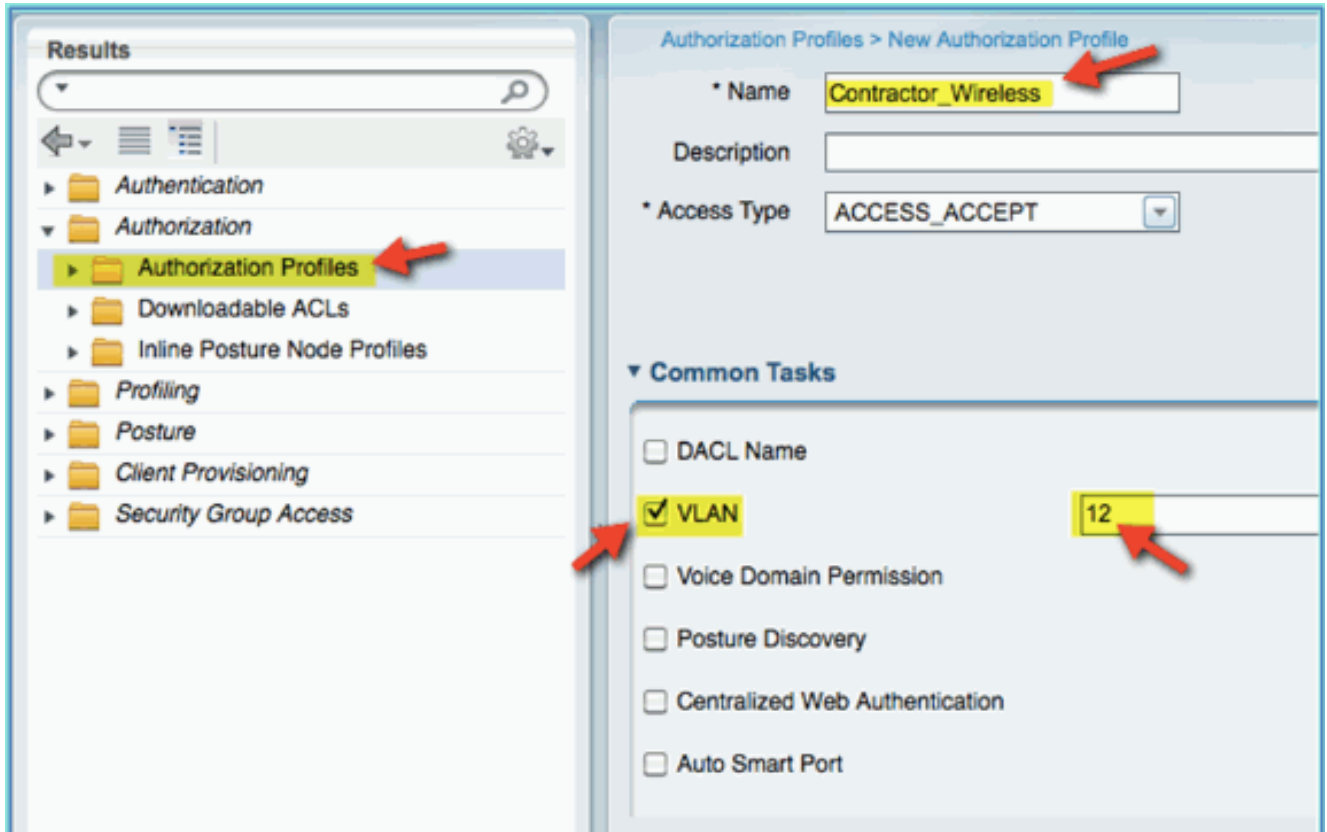 Results
Authentication
Authorization
Authorization Profiles
Downloadable ACLs
Inline Posture Node Profiles
Profiling
Posture
Client Provisioning
Security Group Access
Authorization Profiles > New Authorization Profile
* Name Contractor_Wireless
Description
* Access Type ACCESS_ACCEPT
Common Tasks
DACL Name
VLAN 12
Voice Domain Permission
Posture Discovery
Centralized Web Authentication
Auto Smart Port